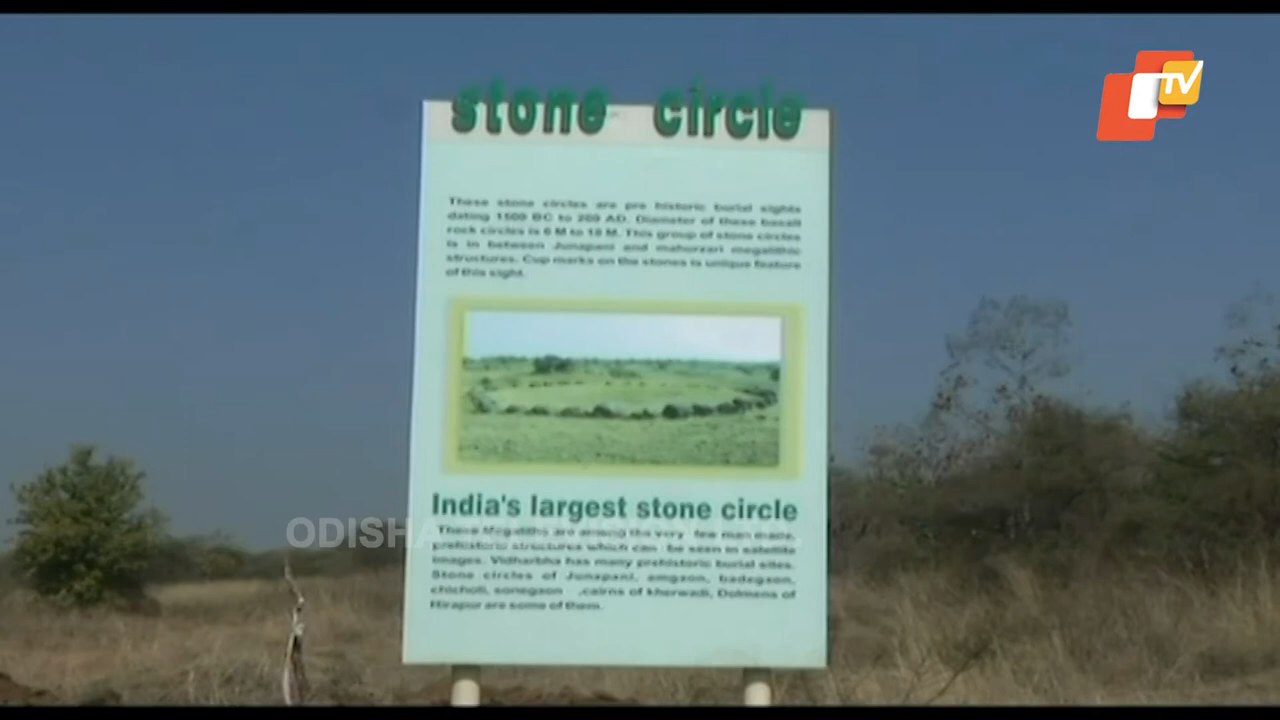 TV
stone circle
These stone circles are pre historic burial sights
dating 1500 BC to 200 AD. Diameter of these basalt
rock circles is 6 M to 18 M. This group of stone circles
is in between Junapani and mahurzari megalithic
structures. Cup marks on the stones is unique feature
of this sight.
India's largest stone circle
These Megaliths are among the very few man made,
prehistoric structures which can be seen in satellite
images. Vidharbha has many prehistoric burial sites.
Stone circles of Junapani, amgaon, badegaon,
chicholi, sonegaon ,cairns of kherwadi, Dolmens of
Hirapur are some of them.
ODISHA